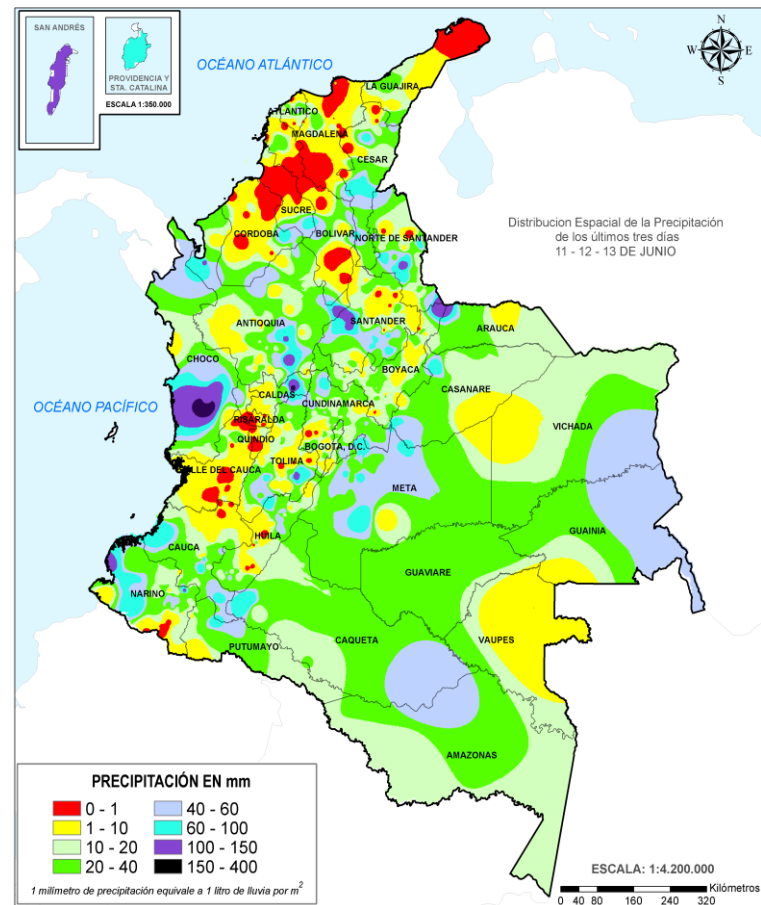 SAN ANDRÉS
PROVIDENCIA Y
STA. CATALINA
ESCALA 1:350.000
OCÉANO ATLÁNTICO
N
W E
S
LA GUAJIRA
ATLANTICO
MAGDALENA
CESAR
SUCRE
CORDOBA
BOLIVAR
NORTE DE SANTANDER
Distribucion Espacial de la Precipitación
de los últimos tres días
11 - 12 - 13 DE JUNIO
ANTIOQUIA
SANTANDER
ARAUCA
CHOCO
BOYACA
CASANARE
OCÉANO PACÍFICO
CALDAS
CUNDINAMARCA
VICHADA
RISARALDA
QUINDIO
BOGOTA, D.C.
TOLIMA
VALLE DEL CAUCA
META
GUAINIA
HUILA
CAUCA
GUAVIARE
NARINO
VAUPES
CAQUETA
PUTUMAYO
AMAZONAS
PRECIPITACIÓN EN mm
0 - 1 40 - 60
1 - 10 60 - 100
10 - 20 100 - 150
20 - 40 150 - 400
1 milímetro de precipitación equivale a 1 litro de lluvia por m²
ESCALA: 1:4.200.000
Kilómetros
0 40 80 160 240 320